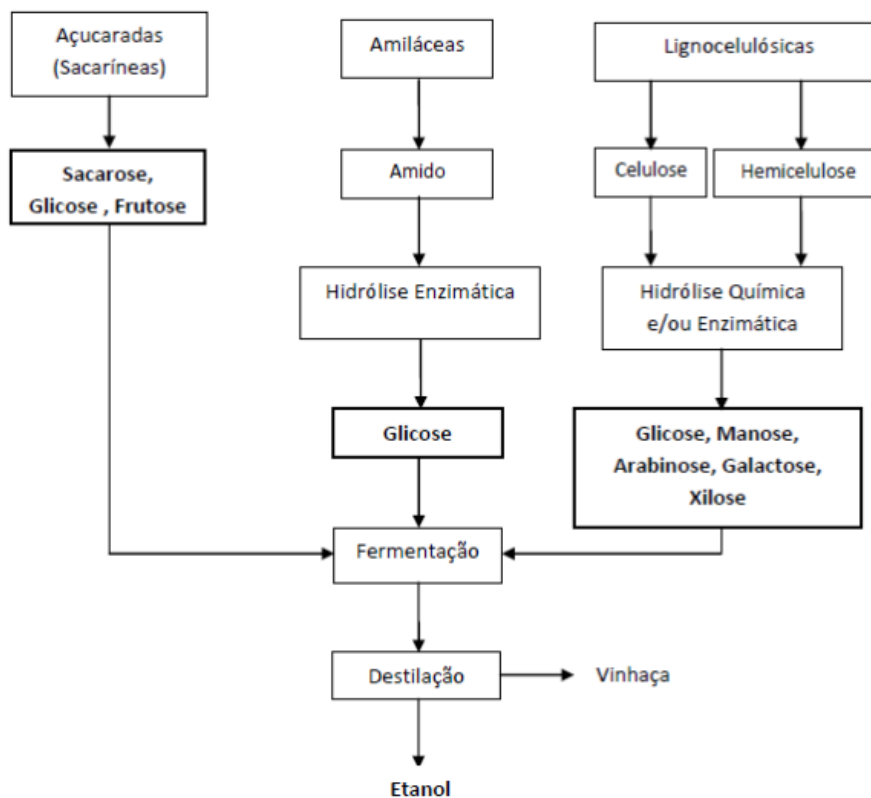 Açucaradas
(Sacaríneas)
Amiláceas
Lignocelulósicas
Sacarose,
Glicose , Frutose
Amido
Celulose
Hemicelulose
Hidrólise Enzimática
Hidrólise Química
e/ou Enzimática
Glicose
Glicose, Manose,
Arabinose, Galactose,
Xilose
Fermentação
Destilação
Vinhaça
Etanol